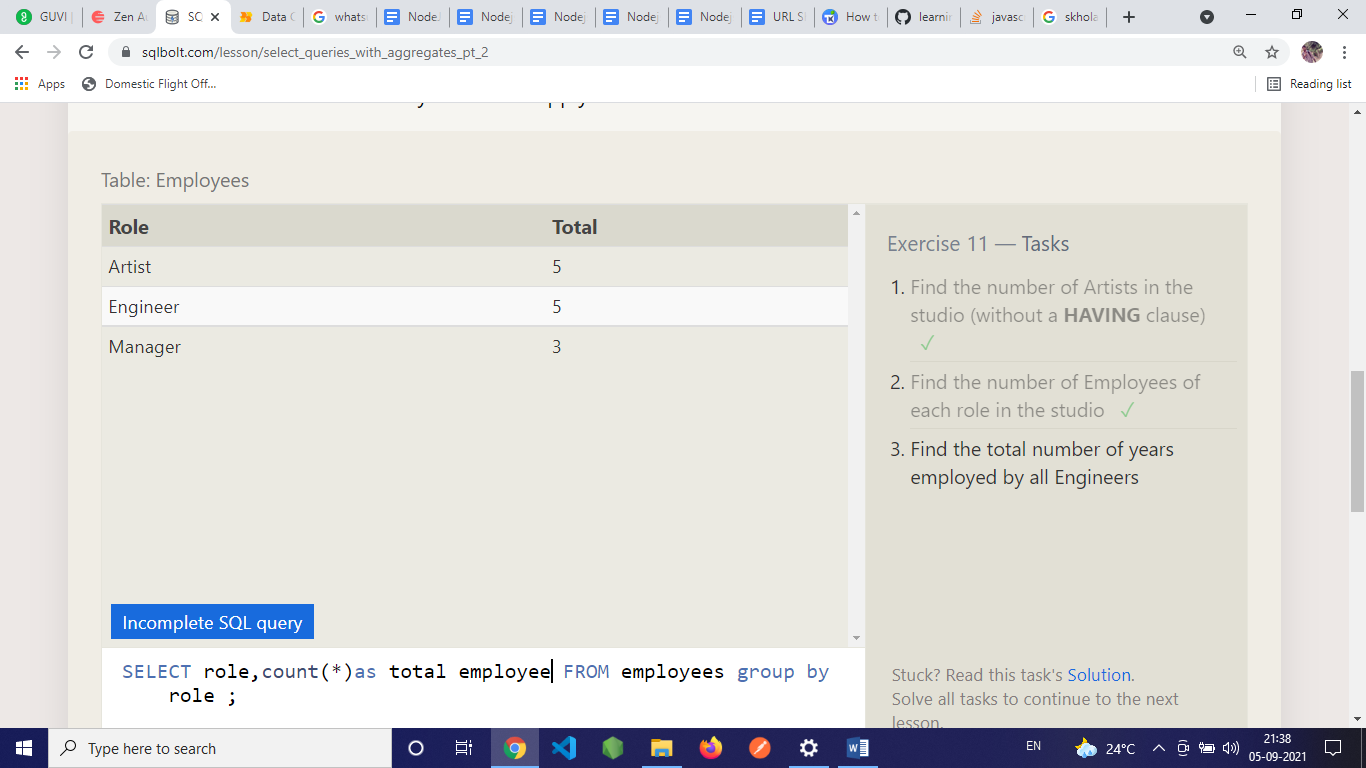 GUVI
Zen A
SQ
Data C
whats
NodeJ
Nodej
Nodej
Nodej
Nodej
URL S
How t
learni
javasc
skhola
sqlbolt.com/lesson/select_queries_with_aggregates_pt_2
Apps
Domestic Flight Off...
Reading list
Table: Employees
Role Total
Artist 5
Engineer 5
Manager 3
Incomplete SQL query
SELECT role,count(*)as total employee FROM employees group by
role ;
Exercise 11 — Tasks
1. Find the number of Artists in the
studio (without a HAVING clause)
✓
2. Find the number of Employees of
each role in the studio ✓
3. Find the total number of years
employed by all Engineers
Stuck? Read this task's Solution.
Solve all tasks to continue to the next
lesson.
Type here to search
EN
24°C
21:38
05-09-2021